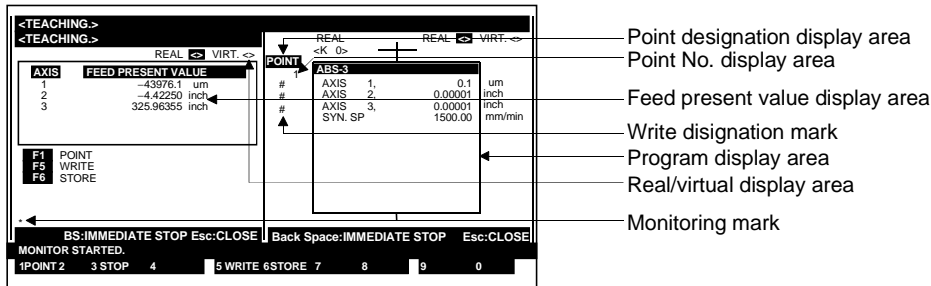 <TEACHING.>
<TEACHING.>
REAL <> VIRT. <>
AXIS FEED PRESENT VALUE
1 −43976.1 um
2 −4.42250 inch
3 325.96355 inch
F1 POINT
F5 WRITE
F6 STORE
*
BS:IMMEDIATE STOP Esc:CLOSE
REAL REAL <> VIRT. <>
<K 0>
POINT
1
ABS-3
# AXIS 1, 0.1 um
# AXIS 2, 0.00001 inch
# AXIS 3, 0.00001 inch
SYN. SP 1500.00 mm/min
Back Space:IMMEDIATE STOP Esc:CLOSE
MONITOR STARTED.
1POINT 2 3 STOP 4 5 WRITE 6STORE 7 8 9 0
Point designation display area
Point No. display area
Feed present value display area
Write disignation mark
Program display area
Real/virtual display area
Monitoring mark